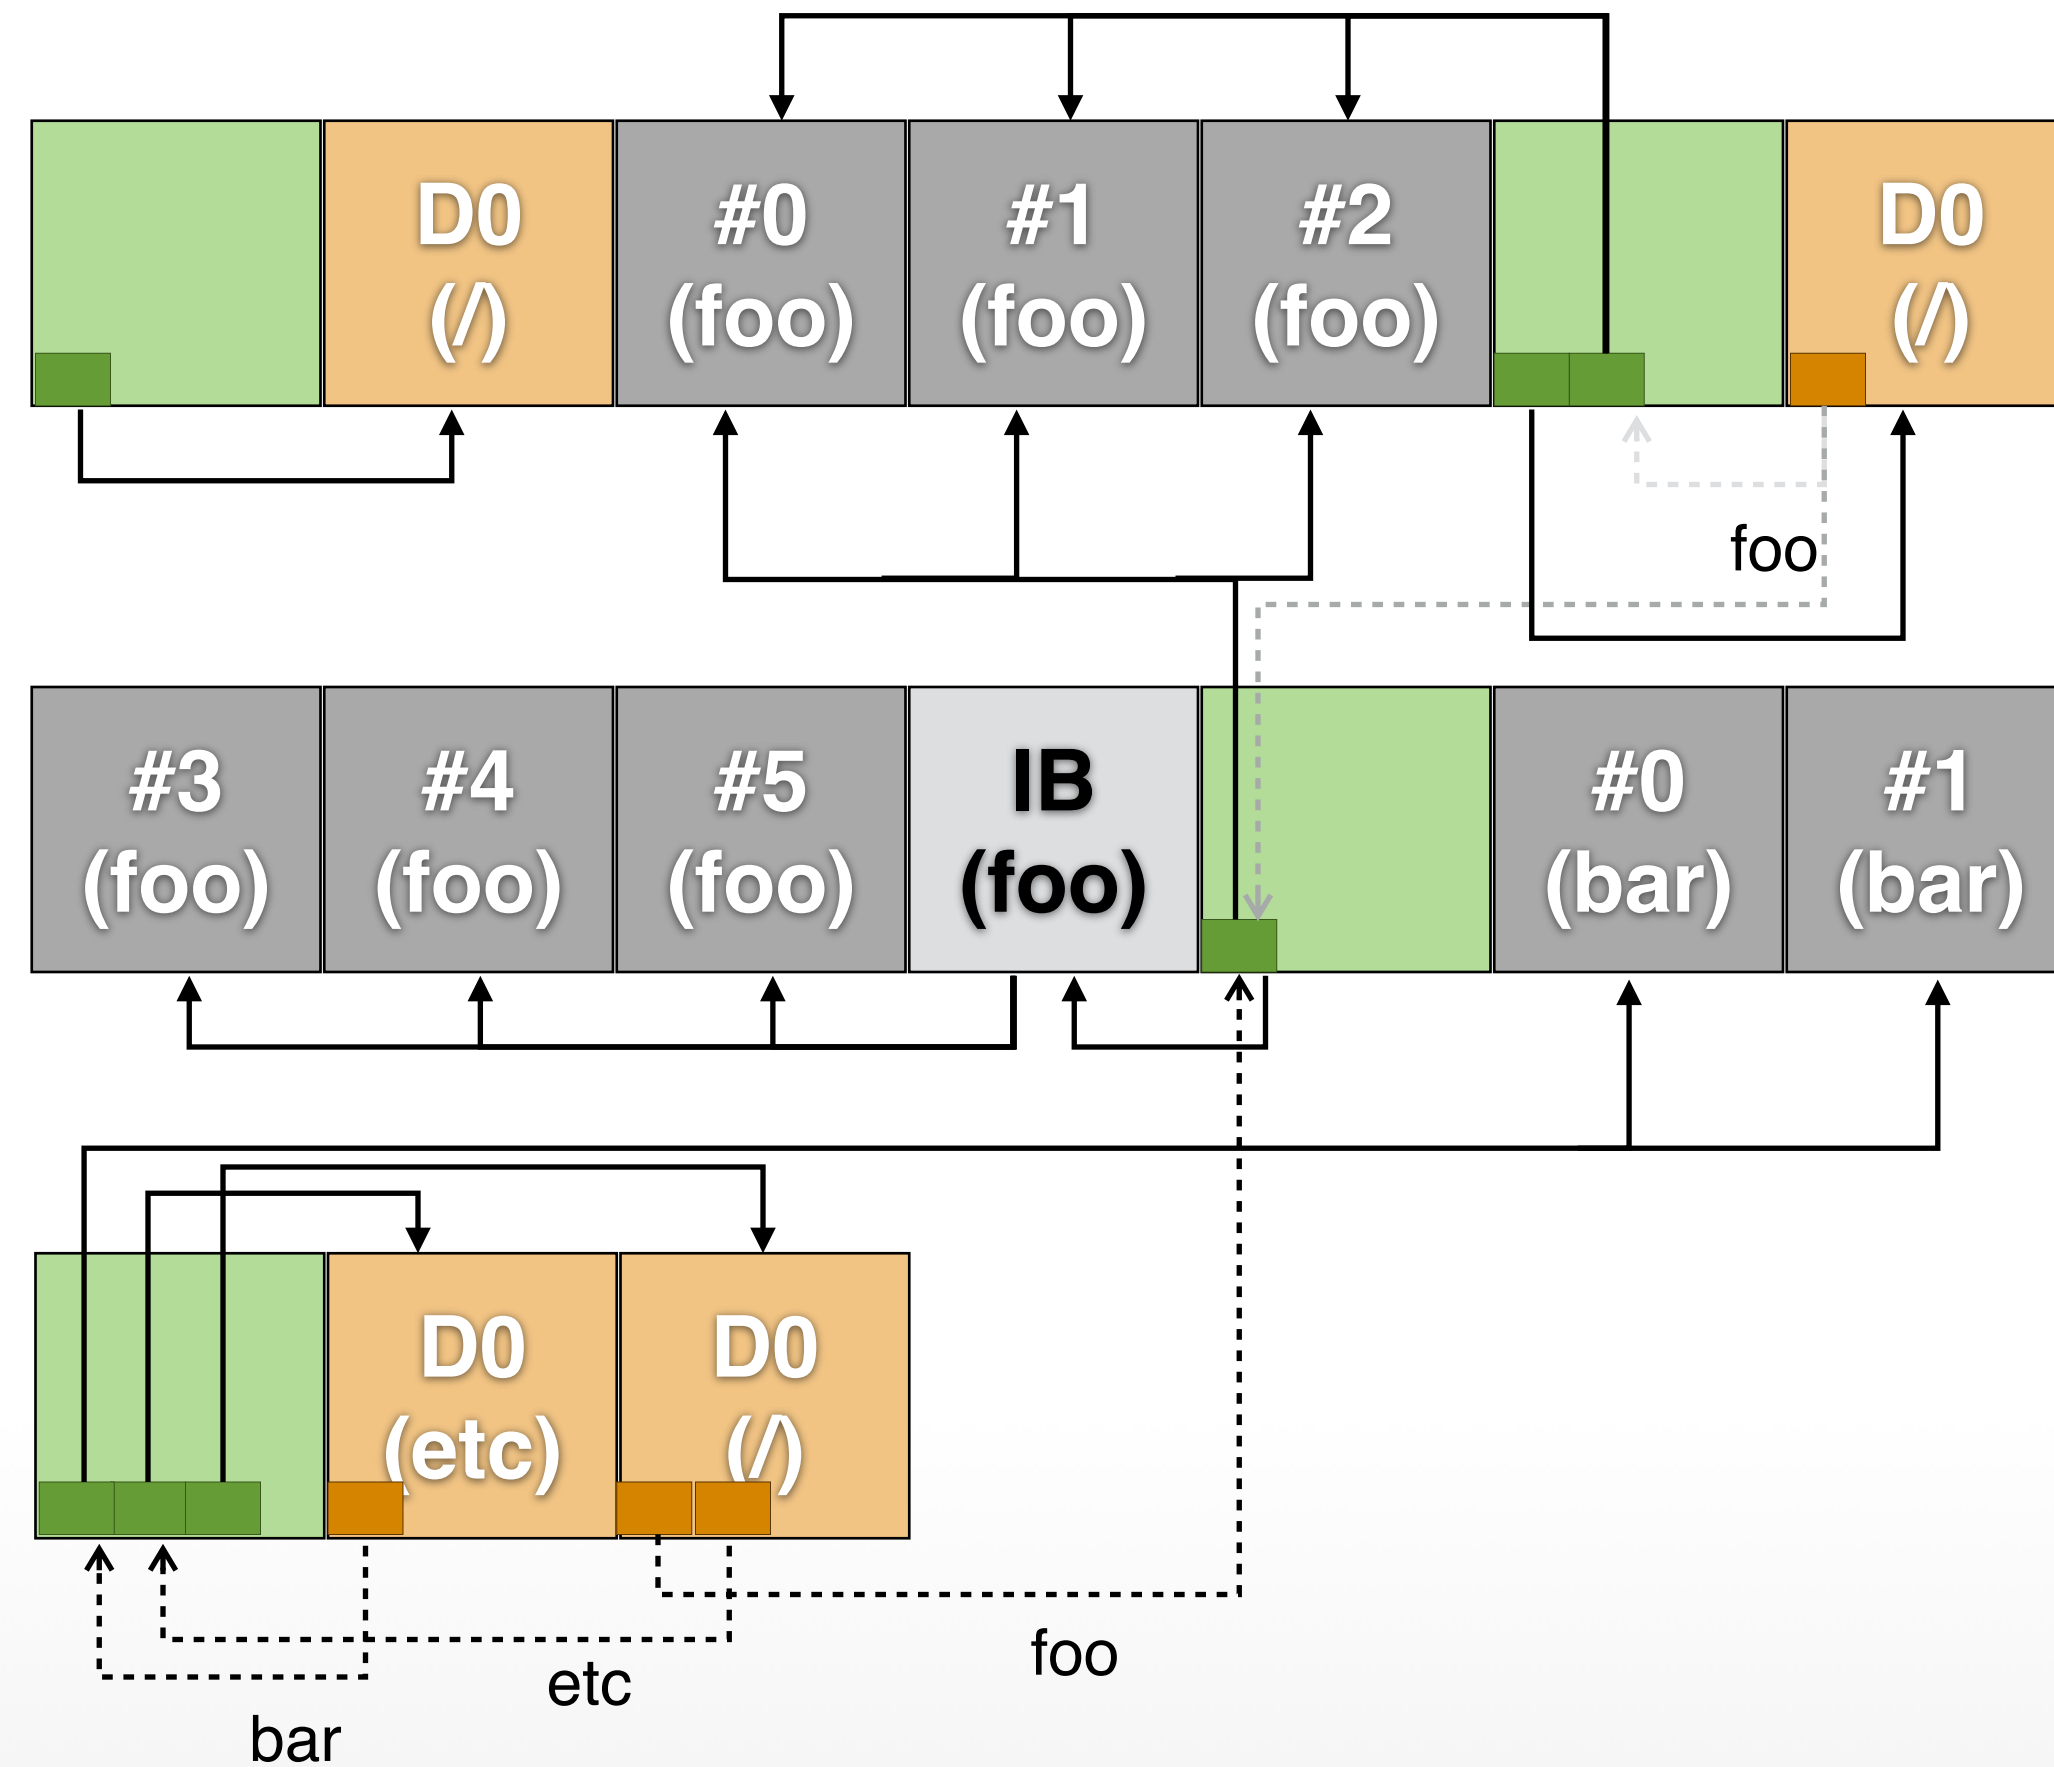 D0
(/)
#0
(foo)
#1
(foo)
#2
(foo)
D0
(/)
foo
#3
(foo)
#4
(foo)
#5
(foo)
IB
(foo)
#0
(bar)
#1
(bar)
D0
(etc)
D0
(/)
foo
etc
bar